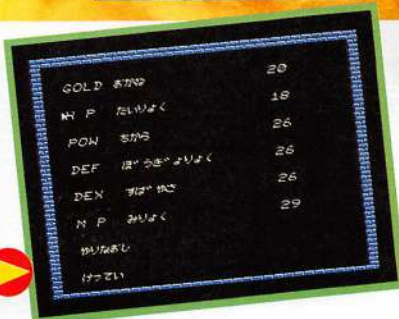 GOLD おかね 20
H P たいりょく 18
POW ちから 26
DEF ぼうぎょりょく 26
DEX すばやさ 26
M P みりょく 29
やりなおし
けってい